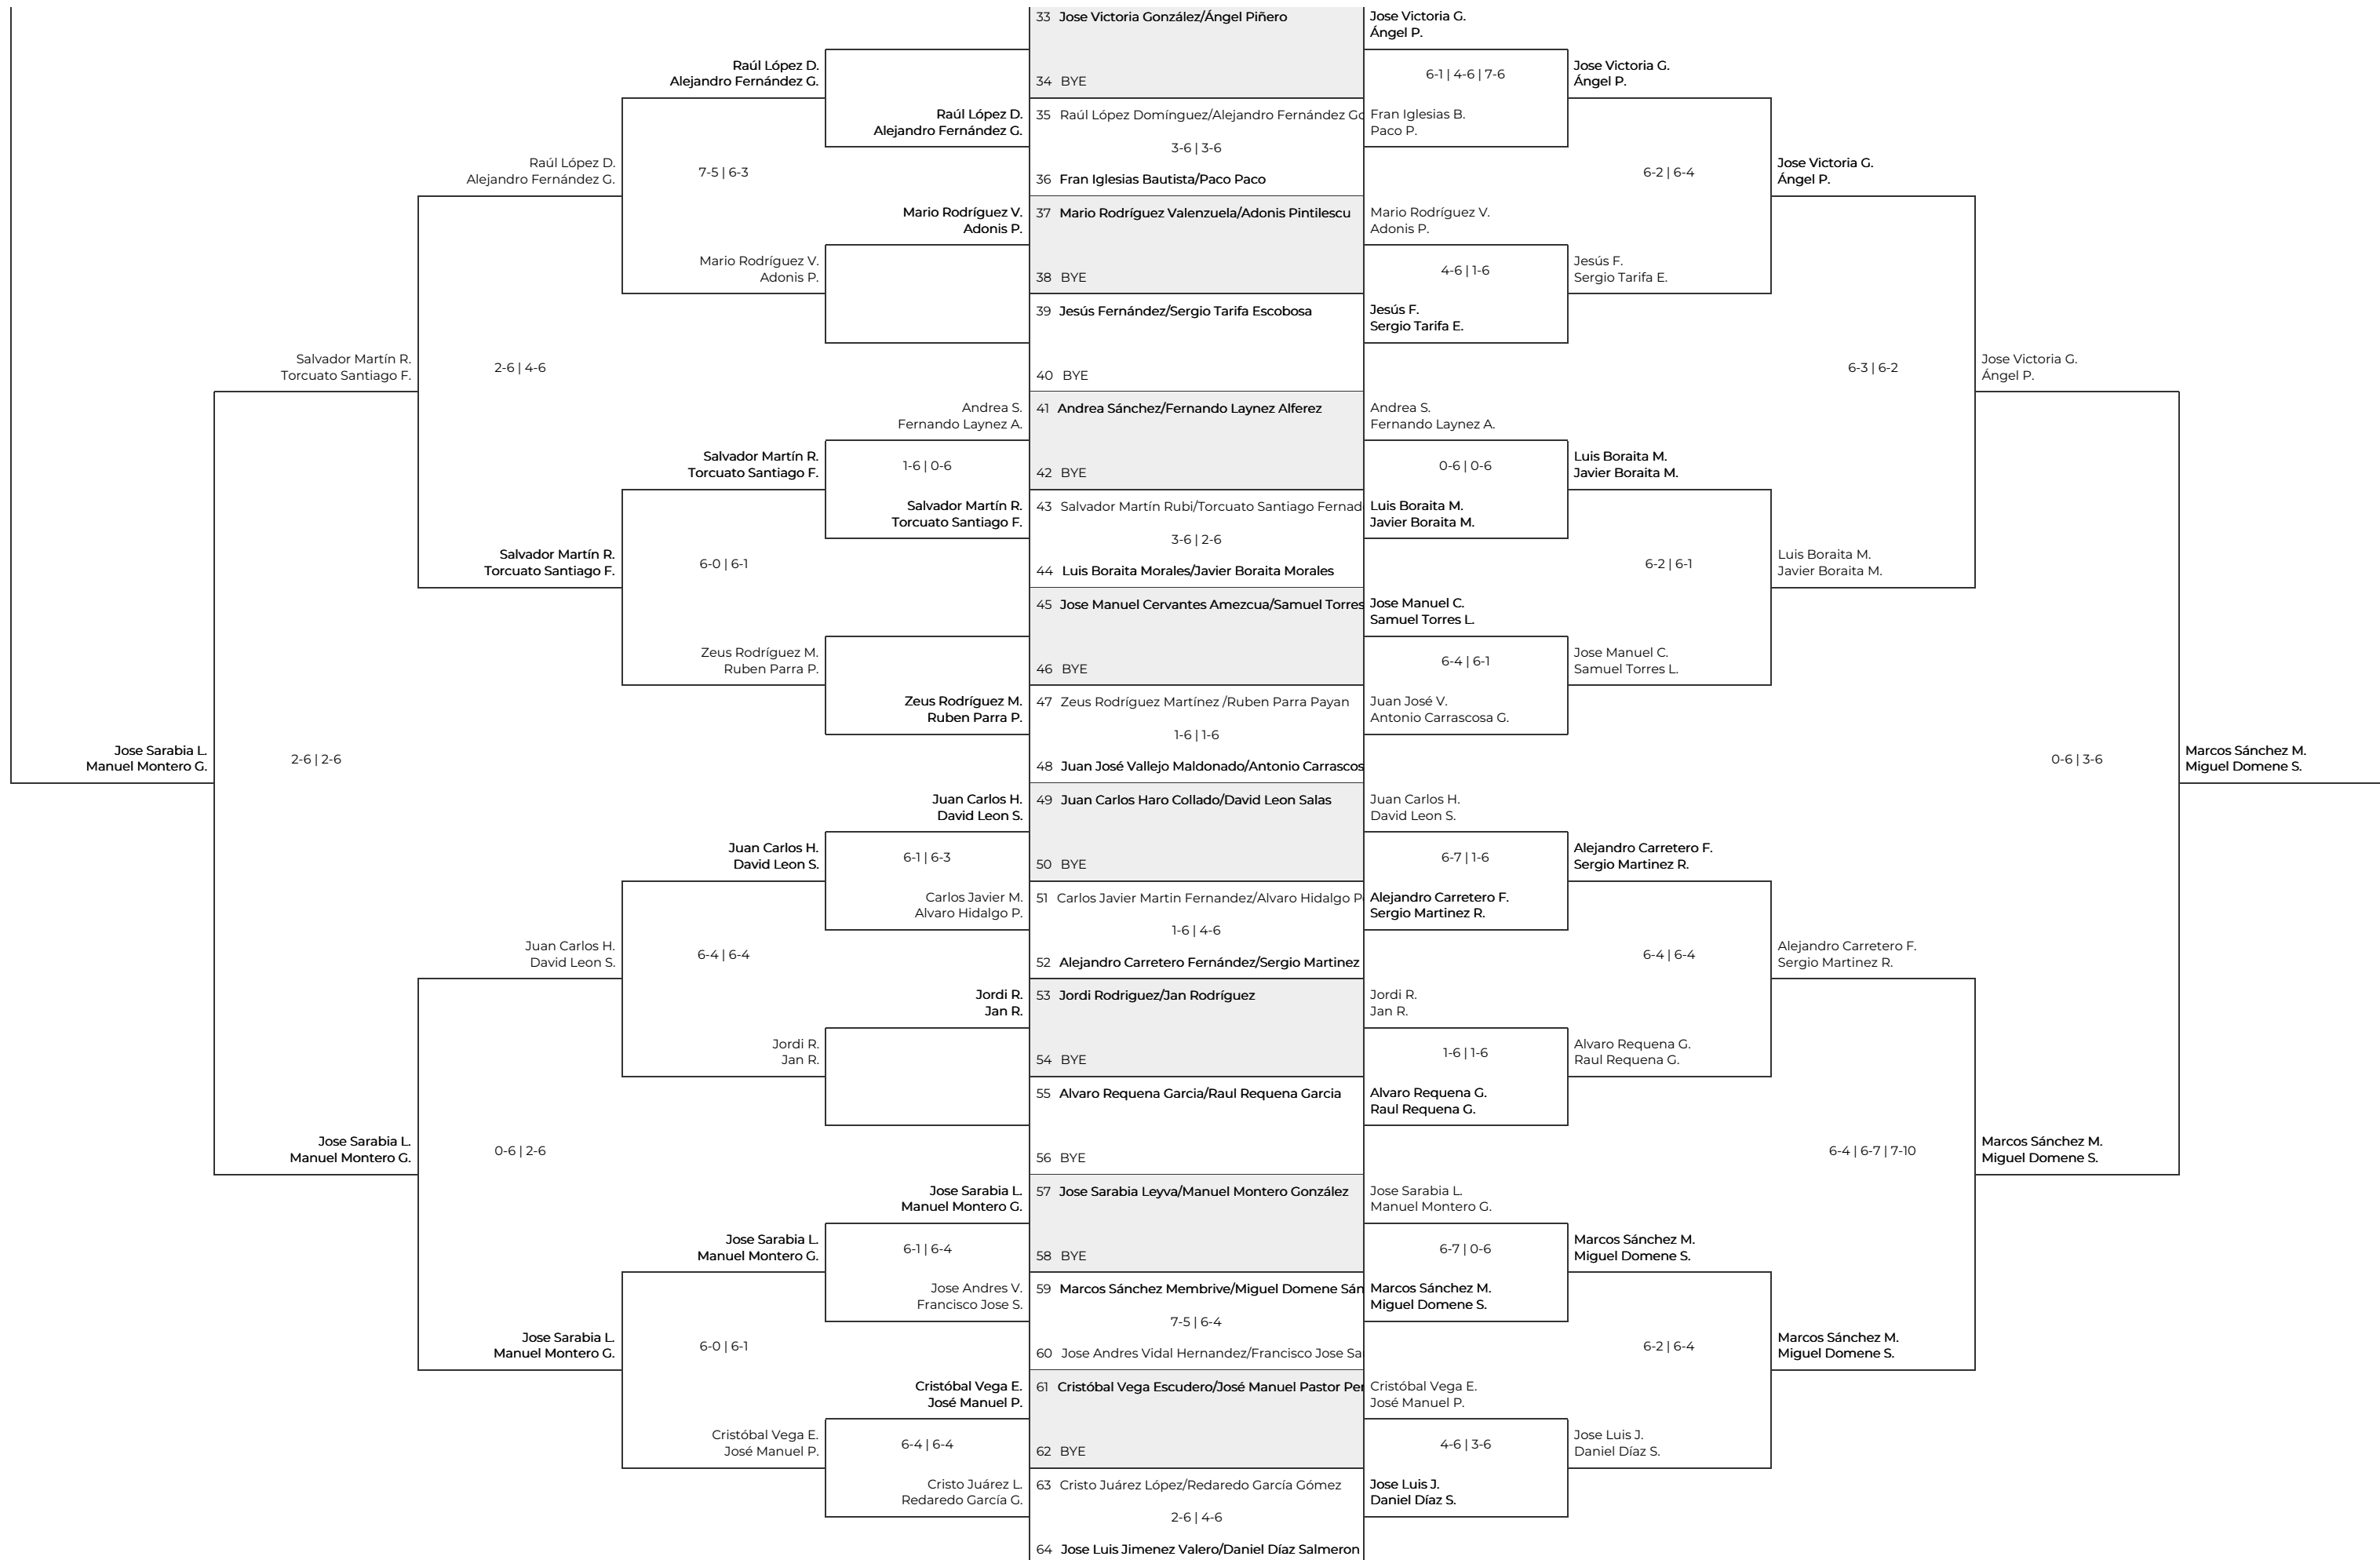 33 Jose Victoria González/Ángel Piñero
34 BYE
35 Raúl López Domínguez/Alejandro Fernández
3-6 | 3-6
36 Fran Iglesias Bautista/Paco Paco
37 Mario Rodríguez Valenzuela/Adonis Pintilescu
38 BYE
39 Jesús Fernández/Sergio Tarifa Escobosa
40 BYE
41 Andrea Sánchez/Fernando Laynez Alferez
42 BYE
43 Salvador Martín Rubi/Torcuato Santiago Fernad
3-6 | 2-6
44 Luis Boraita Morales/Javier Boraita Morales
45 Jose Manuel Cervantes Amezcua/Samuel Torres
46 BYE
47 Zeus Rodríguez Martínez /Ruben Parra Payan
1-6 | 1-6
48 Juan José Vallejo Maldonado/Antonio Carrascos
49 Juan Carlos Haro Collado/David Leon Salas
50 BYE
51 Carlos Javier Martin Fernandez/Alvaro Hidalgo P
1-6 | 4-6
52 Alejandro Carretero Fernández/Sergio Martinez
53 Jordi Rodriguez/Jan Rodríguez
54 BYE
55 Alvaro Requena Garcia/Raul Requena Garcia
56 BYE
57 Jose Sarabia Leyva/Manuel Montero González
58 BYE
59 Marcos Sánchez Membrive/Miguel Domene Sán
7-5 | 6-4
60 Jose Andres Vidal Hernandez/Francisco Jose Sa
61 Cristóbal Vega Escudero/José Manuel Pastor Per
62 BYE
63 Cristo Juárez López/Redaredo García Gómez
2-6 | 4-6
64 Jose Luis Jimenez Valero/Daniel Díaz Salmeron
Raúl López D.
Alejandro Fernández G.
Mario Rodríguez V.
Adonis P.
Andrea S.
Fernando Laynez A.
1-6 | 0-6
Salvador Martín R.
Torcuato Santiago F.
Zeus Rodríguez M.
Ruben Parra P.
Juan Carlos H.
David Leon S.
6-1 | 6-3
Carlos Javier M.
Alvaro Hidalgo P.
Jordi R.
Jan R.
Jose Sarabia L.
Manuel Montero G.
6-1 | 6-4
Jose Andres V.
Francisco Jose S.
Cristóbal Vega E.
José Manuel P.
6-4 | 6-4
Cristo Juárez L.
Redaredo García G.
Raúl López D.
Alejandro Fernández G.
7-5 | 6-3
Mario Rodríguez V.
Adonis P.
Salvador Martín R.
Torcuato Santiago F.
6-0 | 6-1
Zeus Rodríguez M.
Ruben Parra P.
Juan Carlos H.
David Leon S.
6-4 | 6-4
Jordi R.
Jan R.
Jose Sarabia L.
Manuel Montero G.
6-0 | 6-1
Cristóbal Vega E.
José Manuel P.
Raúl López D.
Alejandro Fernández G.
2-6 | 4-6
Salvador Martín R.
Torcuato Santiago F.
Juan Carlos H.
David Leon S.
0-6 | 2-6
Jose Sarabia L.
Manuel Montero G.
Salvador Martín R.
Torcuato Santiago F.
2-6 | 2-6
Jose Sarabia L.
Manuel Montero G.
Jose Sarabia L.
Manuel Montero G.
Jose Victoria G.
Ángel P.
6-1 | 4-6 | 7-6
Fran Iglesias B.
Paco P.
Mario Rodríguez V.
Adonis P.
4-6 | 1-6
Jesús F.
Sergio Tarifa E.
Andrea S.
Fernando Laynez A.
0-6 | 0-6
Luis Boraita M.
Javier Boraita M.
Jose Manuel C.
Samuel Torres L.
6-4 | 6-1
Juan José V.
Antonio Carrascosa G.
Juan Carlos H.
David Leon S.
6-7 | 1-6
Alejandro Carretero F.
Sergio Martinez R.
Jordi R.
Jan R.
1-6 | 1-6
Alvaro Requena G.
Raul Requena G.
Jose Sarabia L.
Manuel Montero G.
6-7 | 0-6
Marcos Sánchez M.
Miguel Domene S.
Cristóbal Vega E.
José Manuel P.
4-6 | 3-6
Jose Luis J.
Daniel Díaz S.
Jose Victoria G.
Ángel P.
6-2 | 6-4
Jesús F.
Sergio Tarifa E.
Luis Boraita M.
Javier Boraita M.
6-2 | 6-1
Jose Manuel C.
Samuel Torres L.
Alejandro Carretero F.
Sergio Martinez R.
6-4 | 6-4
Alvaro Requena G.
Raul Requena G.
Marcos Sánchez M.
Miguel Domene S.
6-2 | 6-4
Jose Luis J.
Daniel Díaz S.
Jose Victoria G.
Ángel P.
6-3 | 6-2
Luis Boraita M.
Javier Boraita M.
Alejandro Carretero F.
Sergio Martinez R.
6-4 | 6-7 | 7-10
Marcos Sánchez M.
Miguel Domene S.
Jose Victoria G.
Ángel P.
0-6 | 3-6
Marcos Sánchez M.
Miguel Domene S.
Marcos Sánchez M.
Miguel Domene S.